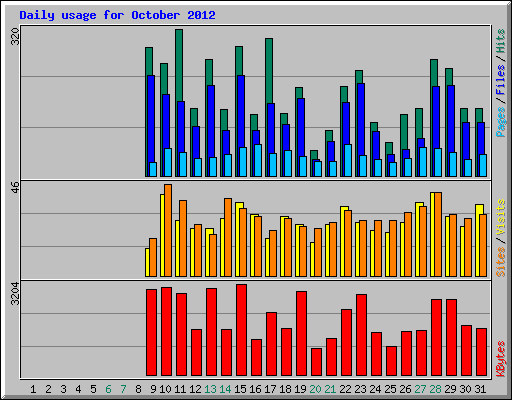 Daily usage for October 2012
320
Pages / Files / Hits
46
Sites / Visits
3204
KBytes
1 2 3 4 5 6 7 8 9 10 11 12 13 14 15 16 17 18 19 20 21 22 23 24 25 26 27 28 29 30 31